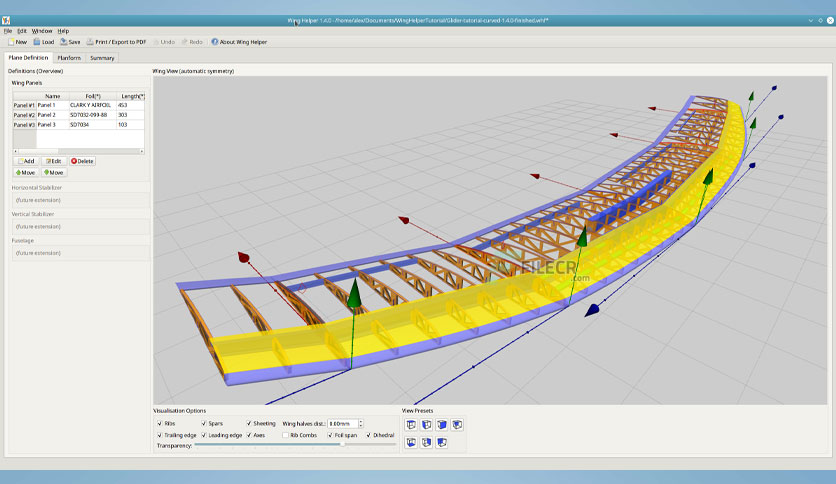 Wing Helper 1.4.0 - /home/alex/Documents/WingHelperTutorial/Glider-tutorial-curved-1.4.0-finished.whf*
File Edit Window Help
New Load Save Print / Export to PDF Undo Redo About Wing Helper
Plane Definition Planform Summary
Definitions (Overview)
Wing Panels
Name Foil(*) Length(*)
Panel #1 Panel 1 CLARK Y AIRFOIL 453
Panel #2 Panel 2 SD7032-099-88 303
Panel #3 Panel 3 SD7034 103
Add Edit Delete
Move Move
Horizontal Stabilizer
(future extension)
Vertical Stabilizer
(future extension)
Fuselage
(future extension)
Wing View (automatic symmetry)
FILECR
.com
Visualisation Options
Ribs Spars Sheeting Wing halves dist.: 0.00mm
Trailing edge Leading edge Axes Rib Combs Foil span Dihedral
Transparency:
View Presets